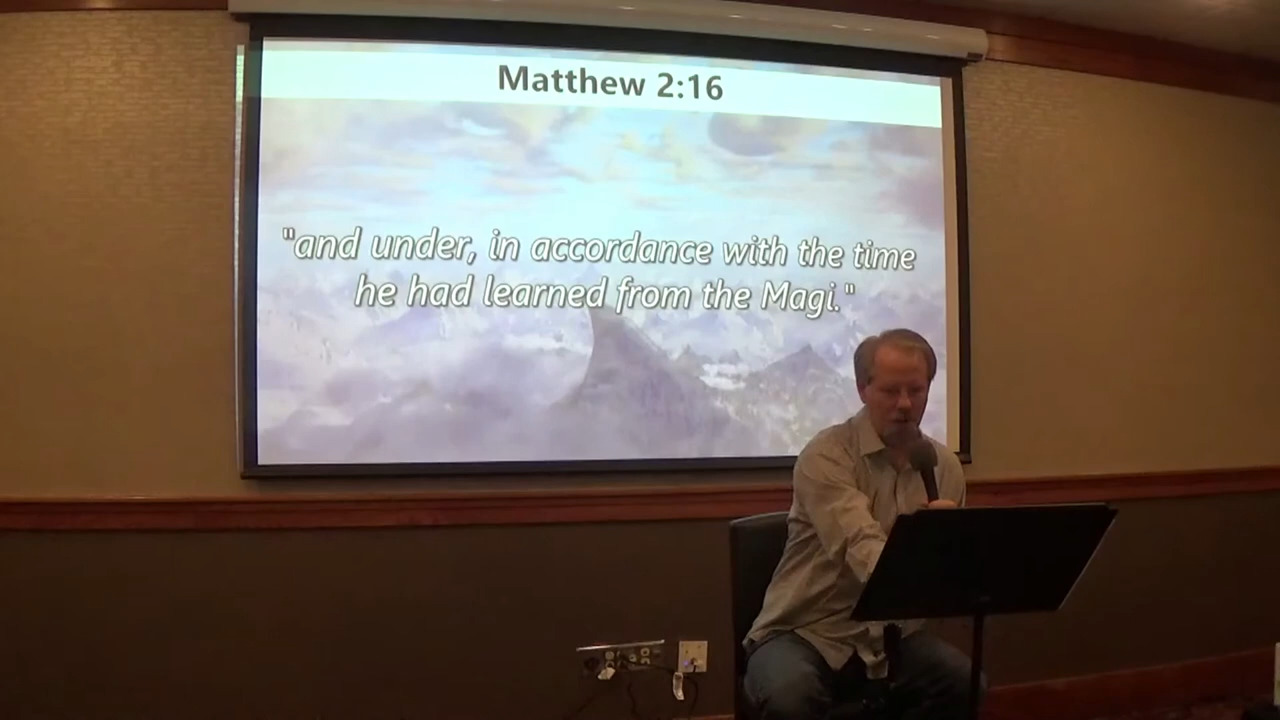 Matthew 2:16
"and under, in accordance with the time
he had learned from the Magi."